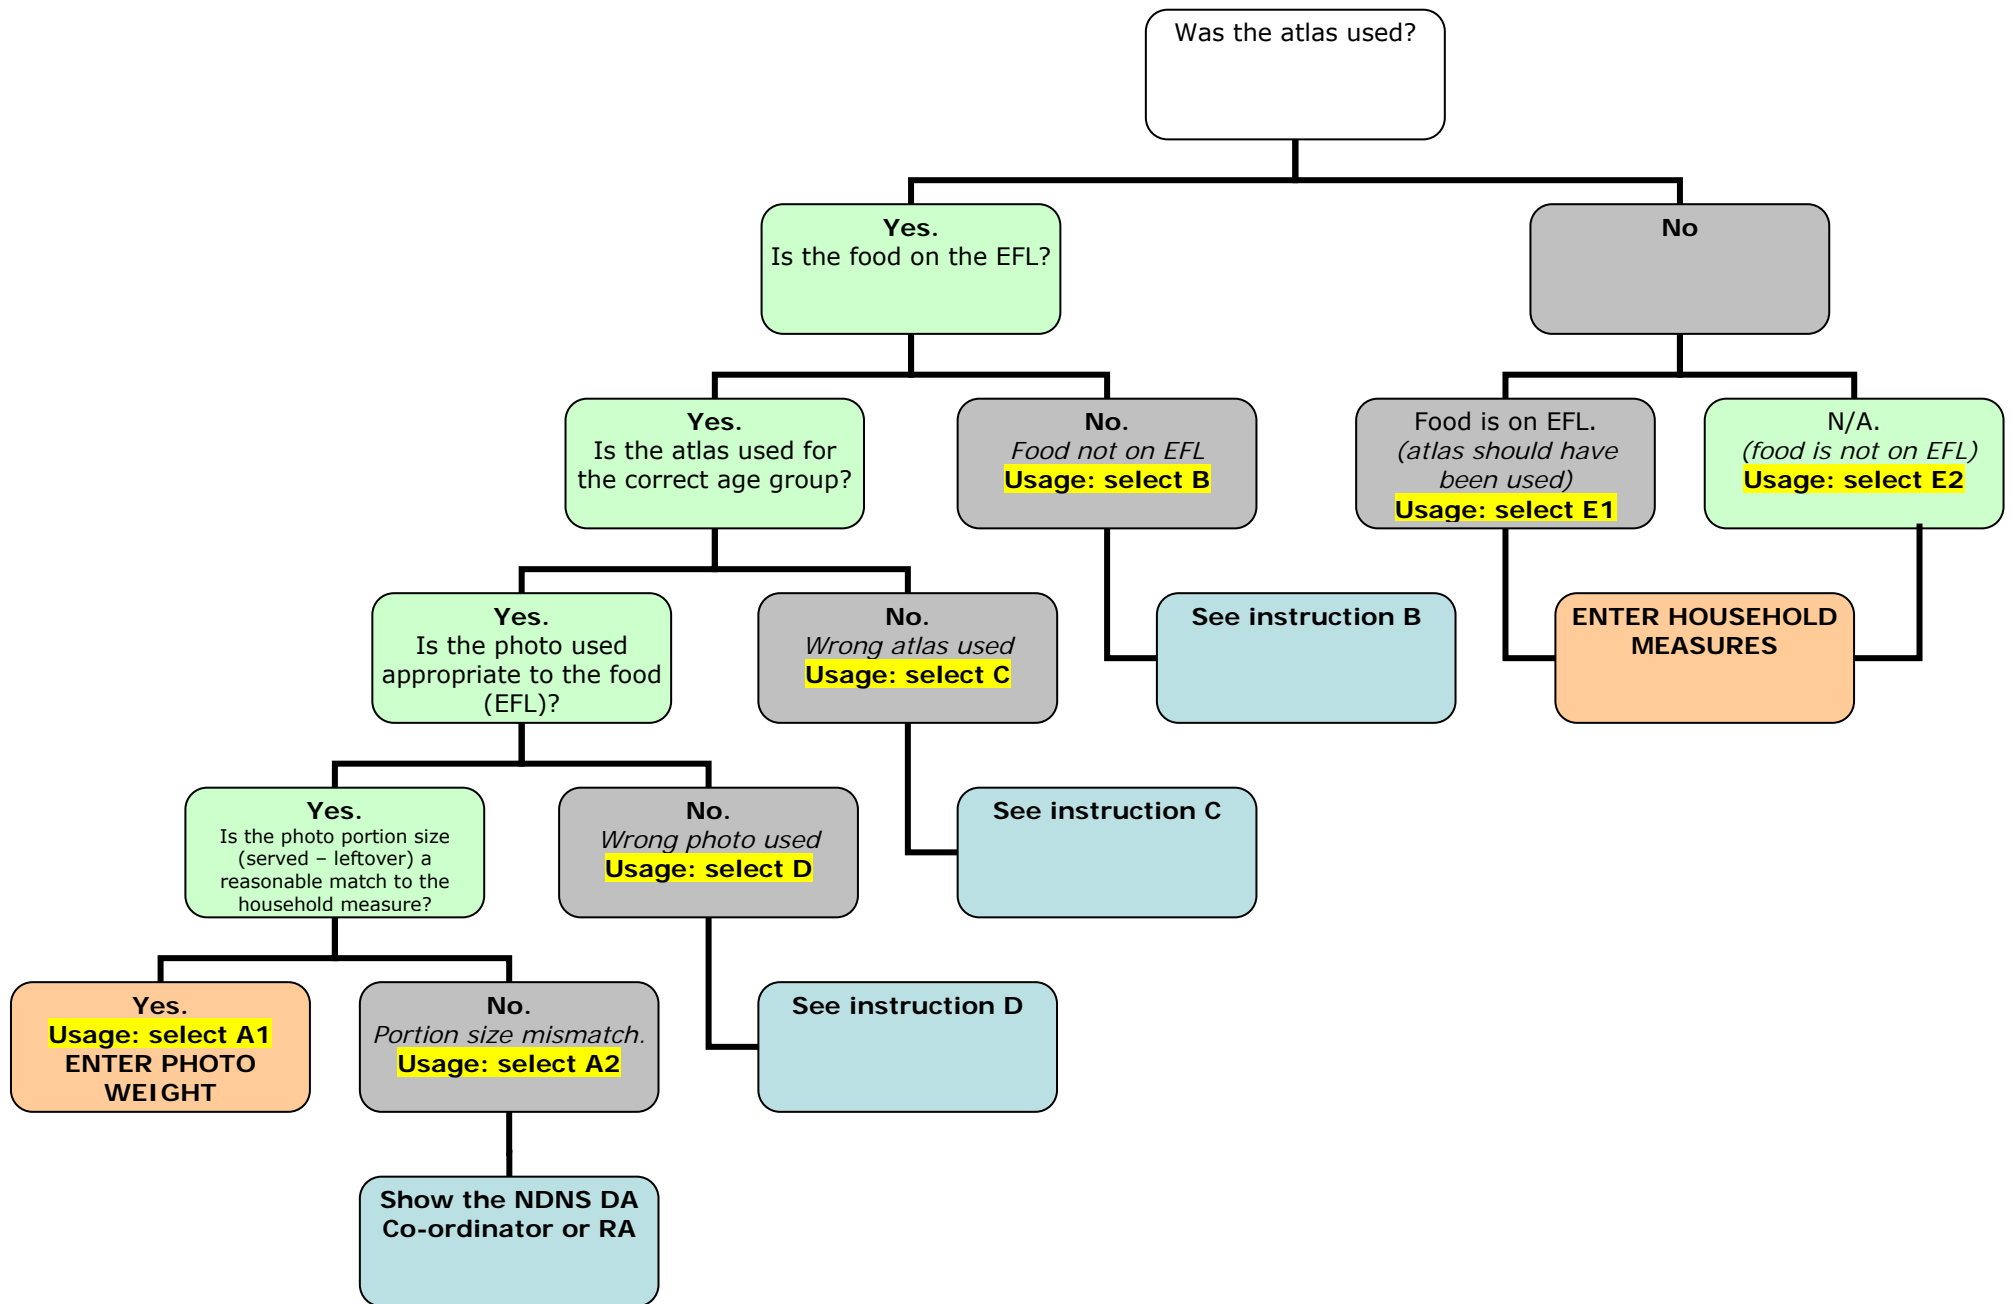 Was the atlas used?
Yes.
Is the food on the EFL?
No
Yes.
Is the atlas used for
the correct age group?
No.
Food not on EFL
Usage: select B
Food is on EFL.
(atlas should have
been used)
Usage: select E1
N/A.
(food is not on EFL)
Usage: select E2
Yes.
Is the photo used
appropriate to the food
(EFL)?
No.
Wrong atlas used
Usage: select C
See instruction B
ENTER HOUSEHOLD
MEASURES
Yes.
Is the photo portion size
(served – leftover) a
reasonable match to the
household measure?
No.
Wrong photo used
Usage: select D
See instruction C
Yes.
Usage: select A1
ENTER PHOTO
WEIGHT
No.
Portion size mismatch.
Usage: select A2
See instruction D
Show the NDNS DA
Co-ordinator or RA